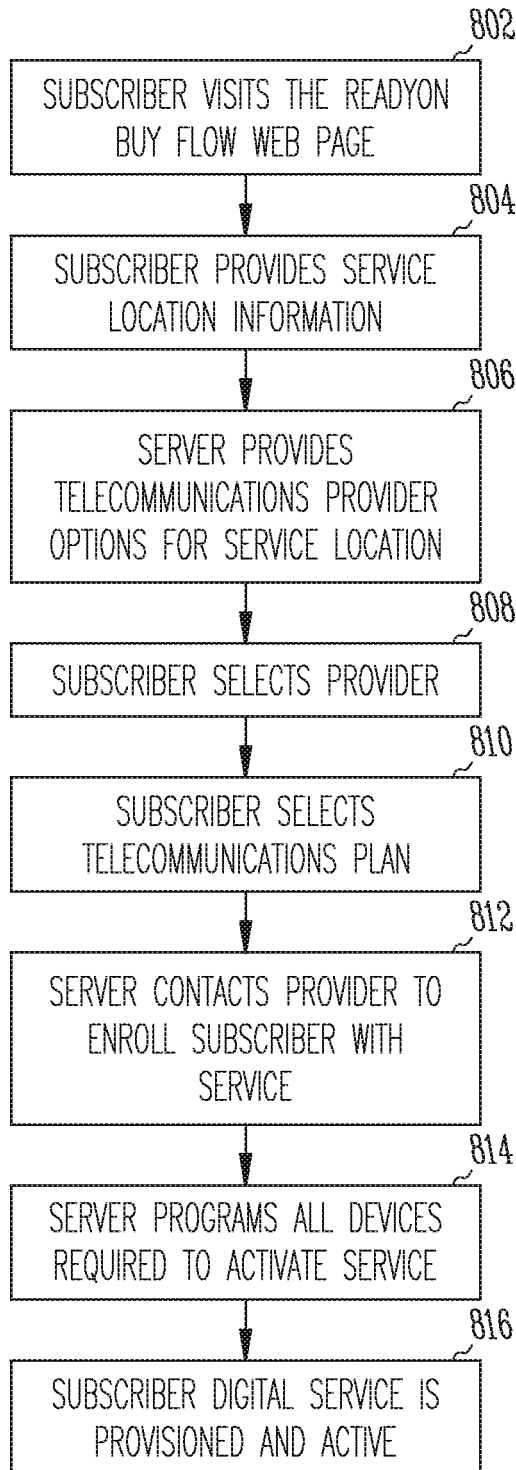 802
SUBSCRIBER VISITS THE READYON
BUY FLOW WEB PAGE
804
SUBSCRIBER PROVIDES SERVICE
LOCATION INFORMATION
806
SERVER PROVIDES
TELECOMMUNICATIONS PROVIDER
OPTIONS FOR SERVICE LOCATION
808
SUBSCRIBER SELECTS PROVIDER
810
SUBSCRIBER SELECTS
TELECOMMUNICATIONS PLAN
812
SERVER CONTACTS PROVIDER TO
ENROLL SUBSCRIBER WITH
SERVICE
814
SERVER PROGRAMS ALL DEVICES
REQUIRED TO ACTIVATE SERVICE
816
SUBSCRIBER DIGITAL SERVICE IS
PROVISIONED AND ACTIVE